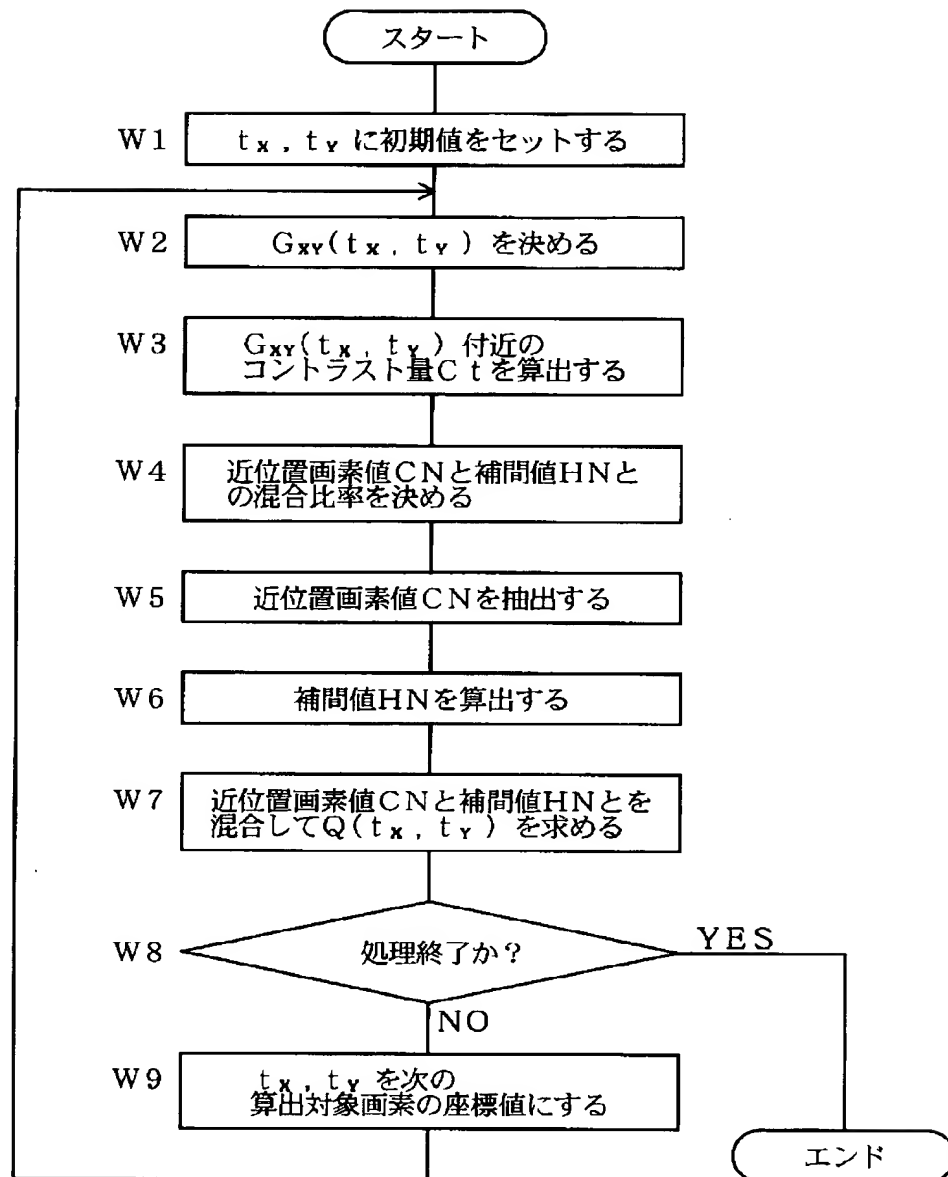 スタート
W1 tX, tY に初期値をセットする
W2 GXY(tX, tY) を決める
W3 GXY(tX, tY) 付近の
コントラスト量Ctを算出する
W4 近位置画素値CNと補間値HNと
の混合比率を決める
W5 近位置画素値CNを抽出する
W6 補間値HNを算出する
W7 近位置画素値CNと補間値HNとを
混合してQ(tX, tY) を求める
W8 処理終了か？
YES
NO
W9 tX, tY を次の
算出対象画素の座標値にする
エンド